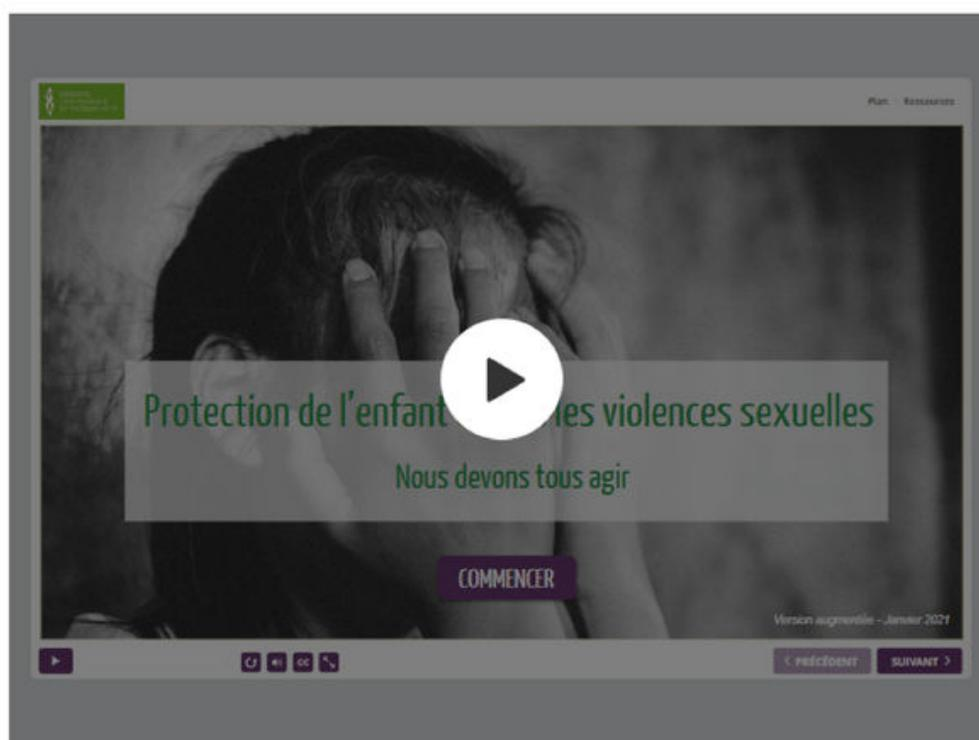 Plan
Ressources
Protection de l'enfant les violences sexuelles
Nous devons tous agir
COMMENCER
Version augmentée - Janvier 2021
cc
< PRÉCÉDENT
SUIVANT >